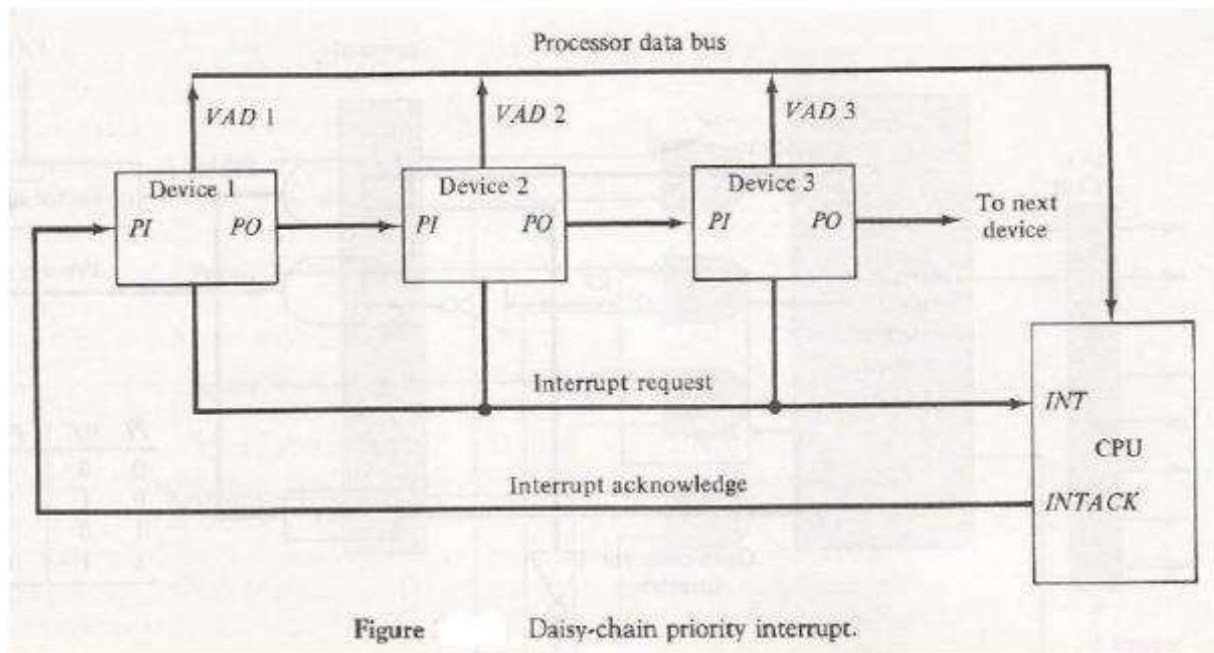 Processor data bus
VAD 1
VAD 2
VAD 3
Device 1
PI
PO
Device 2
PI
PO
Device 3
PI
PO
To next
device
Interrupt request
INT
CPU
Interrupt acknowledge
INTACK
Figure Daisy-chain priority interrupt.